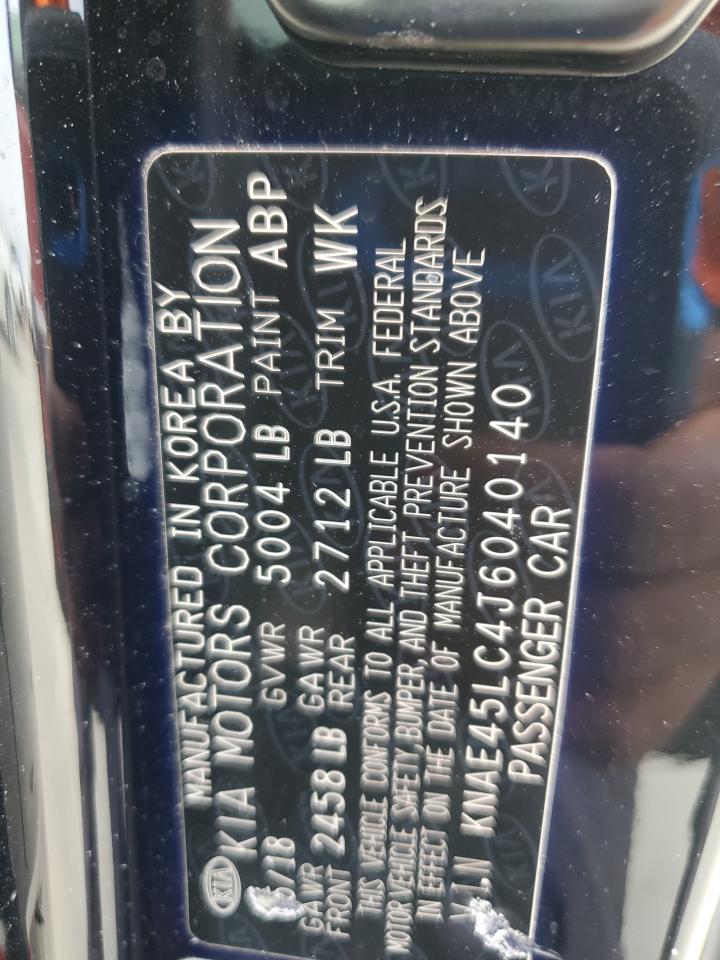 MANUFACTURED IN KOREA BY
KIA KIA MOTORS CORPORATION
5/18 GVWR 5004 LB PAINT ABP
GAWR FRONT 2458 LB GAWR REAR 2712 LB TRIM WK
THIS VEHICLE CONFORMS TO ALL APPLICABLE U.S.A. FEDERAL
MOTOR VEHICLE SAFETY, BUMPER, AND THEFT PREVENTION STANDARDS
IN EFFECT ON THE DATE OF MANUFACTURE SHOWN ABOVE
V.I.N KNAE45LC4J6040140
PASSENGER CAR